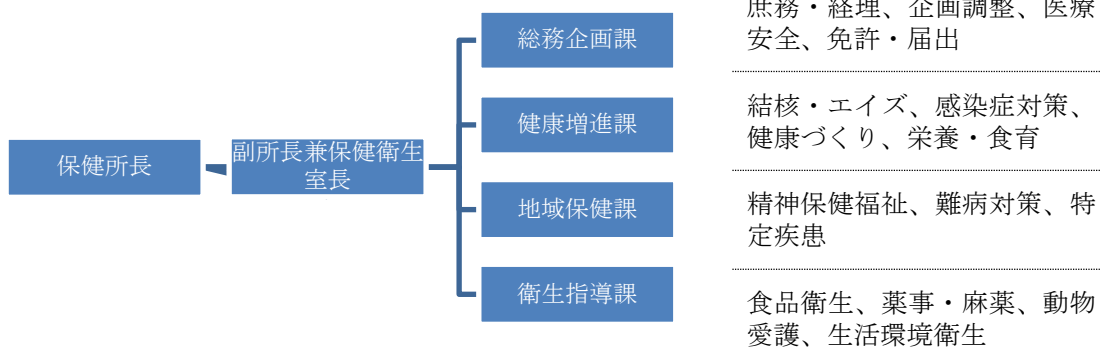 保健所長
副所長兼保健衛生
室長
総務企画課
庶務・経理、企画調整、医療
安全、免許・届出
健康増進課
結核・エイズ、感染症対策、
健康づくり、栄養・食育
地域保健課
精神保健福祉、難病対策、特
定疾患
衛生指導課
食品衛生、薬事・麻薬、動物
愛護、生活環境衛生